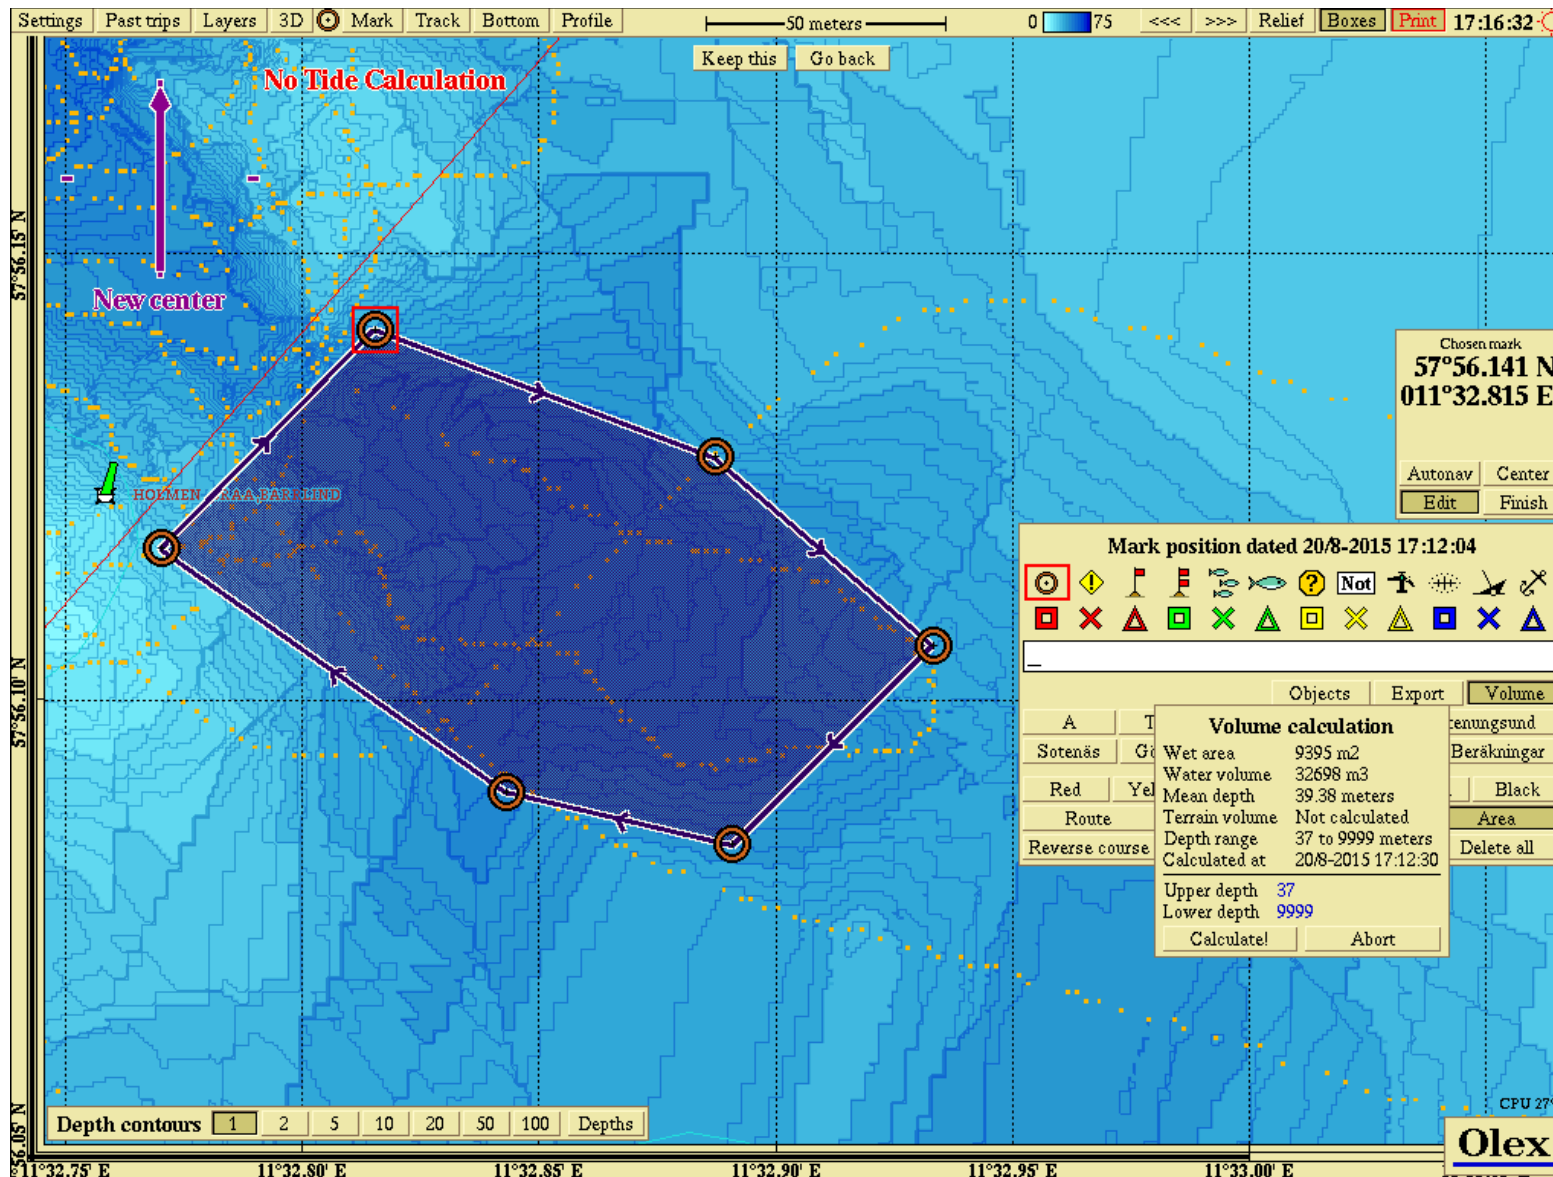 Settings Past trips Layers 3D Mark Track Bottom Profile 50 meters 0 75 <<< >>> Relief Boxes Print 17:16:32
Keep this Go back
No Tide Calculation
New center
57°56.15' N
Chosen mark
57°56.141 N
011°32.815 E
Autonav Center
Edit Finish
HOLMEN
Mark position dated 20/8-2015 17:12:04
Not
57°56.10' N
Objects Export Volume
A
Sotenäs Beräkningar
Red Black
Route Area
Reverse course Delete all
Volume calculation
Wet area 9395 m2
Water volume 32698 m3
Mean depth 39.38 meters
Terrain volume Not calculated
Depth range 37 to 9999 meters
Calculated at 20/8-2015 17:12:30
Upper depth 37
Lower depth 9999
Calculate! Abort
CPU 27°
Depth contours 1 2 5 10 20 50 100 Depths
Olex
11°32.75' E 11°32.80' E 11°32.85' E 11°32.90' E 11°32.95' E 11°33.00' E